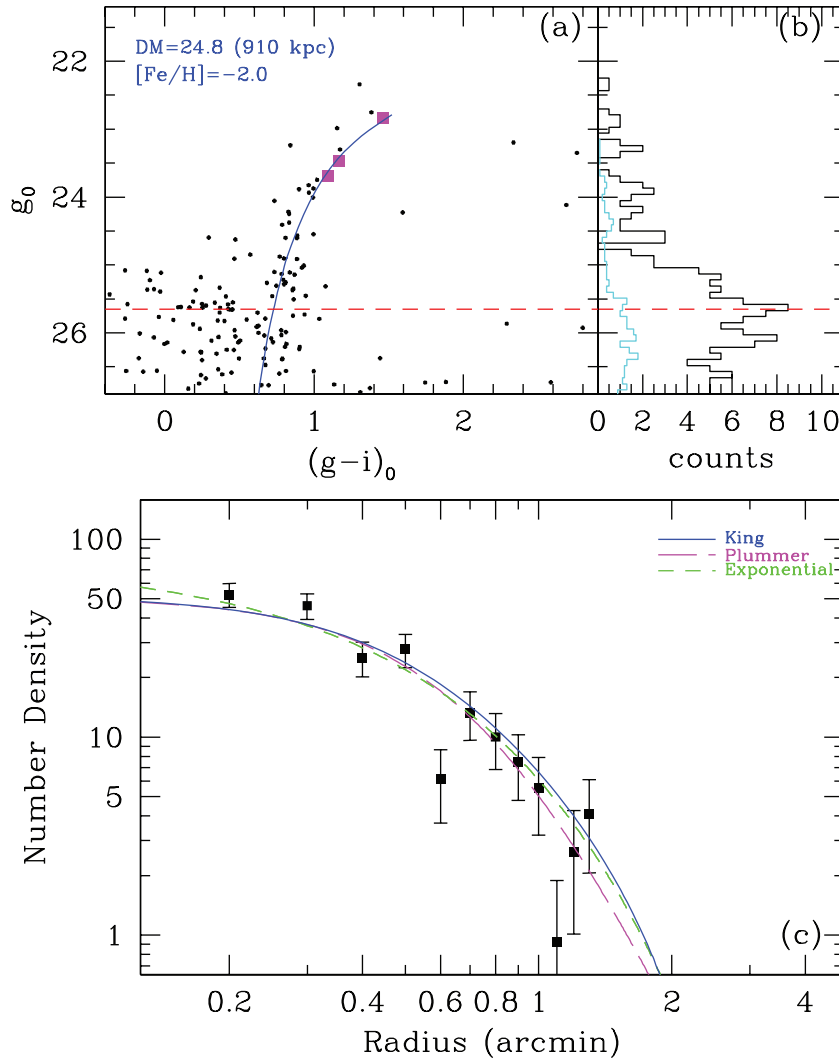 (a)
(b)
DM=24.8 (910 kpc)
[Fe/H]=−2.0
22
24
26
g₀
0
1
2
(g−i)₀
0
2
4
6
8
10
counts
King
Plummer
Exponential
100
50
10
5
1
Number Density
(c)
0.2
0.4
0.6
0.8
1
2
4
Radius (arcmin)